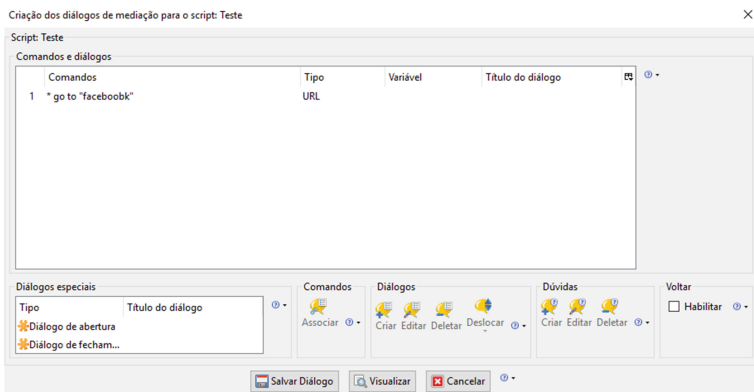 Criação dos diálogos de mediação para o script: Teste
Script: Teste
Comandos e diálogos
Comandos Tipo Variável Título do diálogo
1 * go to "faceboobk" URL
Diálogos especiais
Tipo Título do diálogo
Diálogo de abertura
Diálogo de fecham...
Comandos
Associar
Diálogos
Criar Editar Deletar Deslocar
Dúvidas
Criar Editar Deletar
Voltar
Habilitar
Salvar Diálogo Visualizar Cancelar